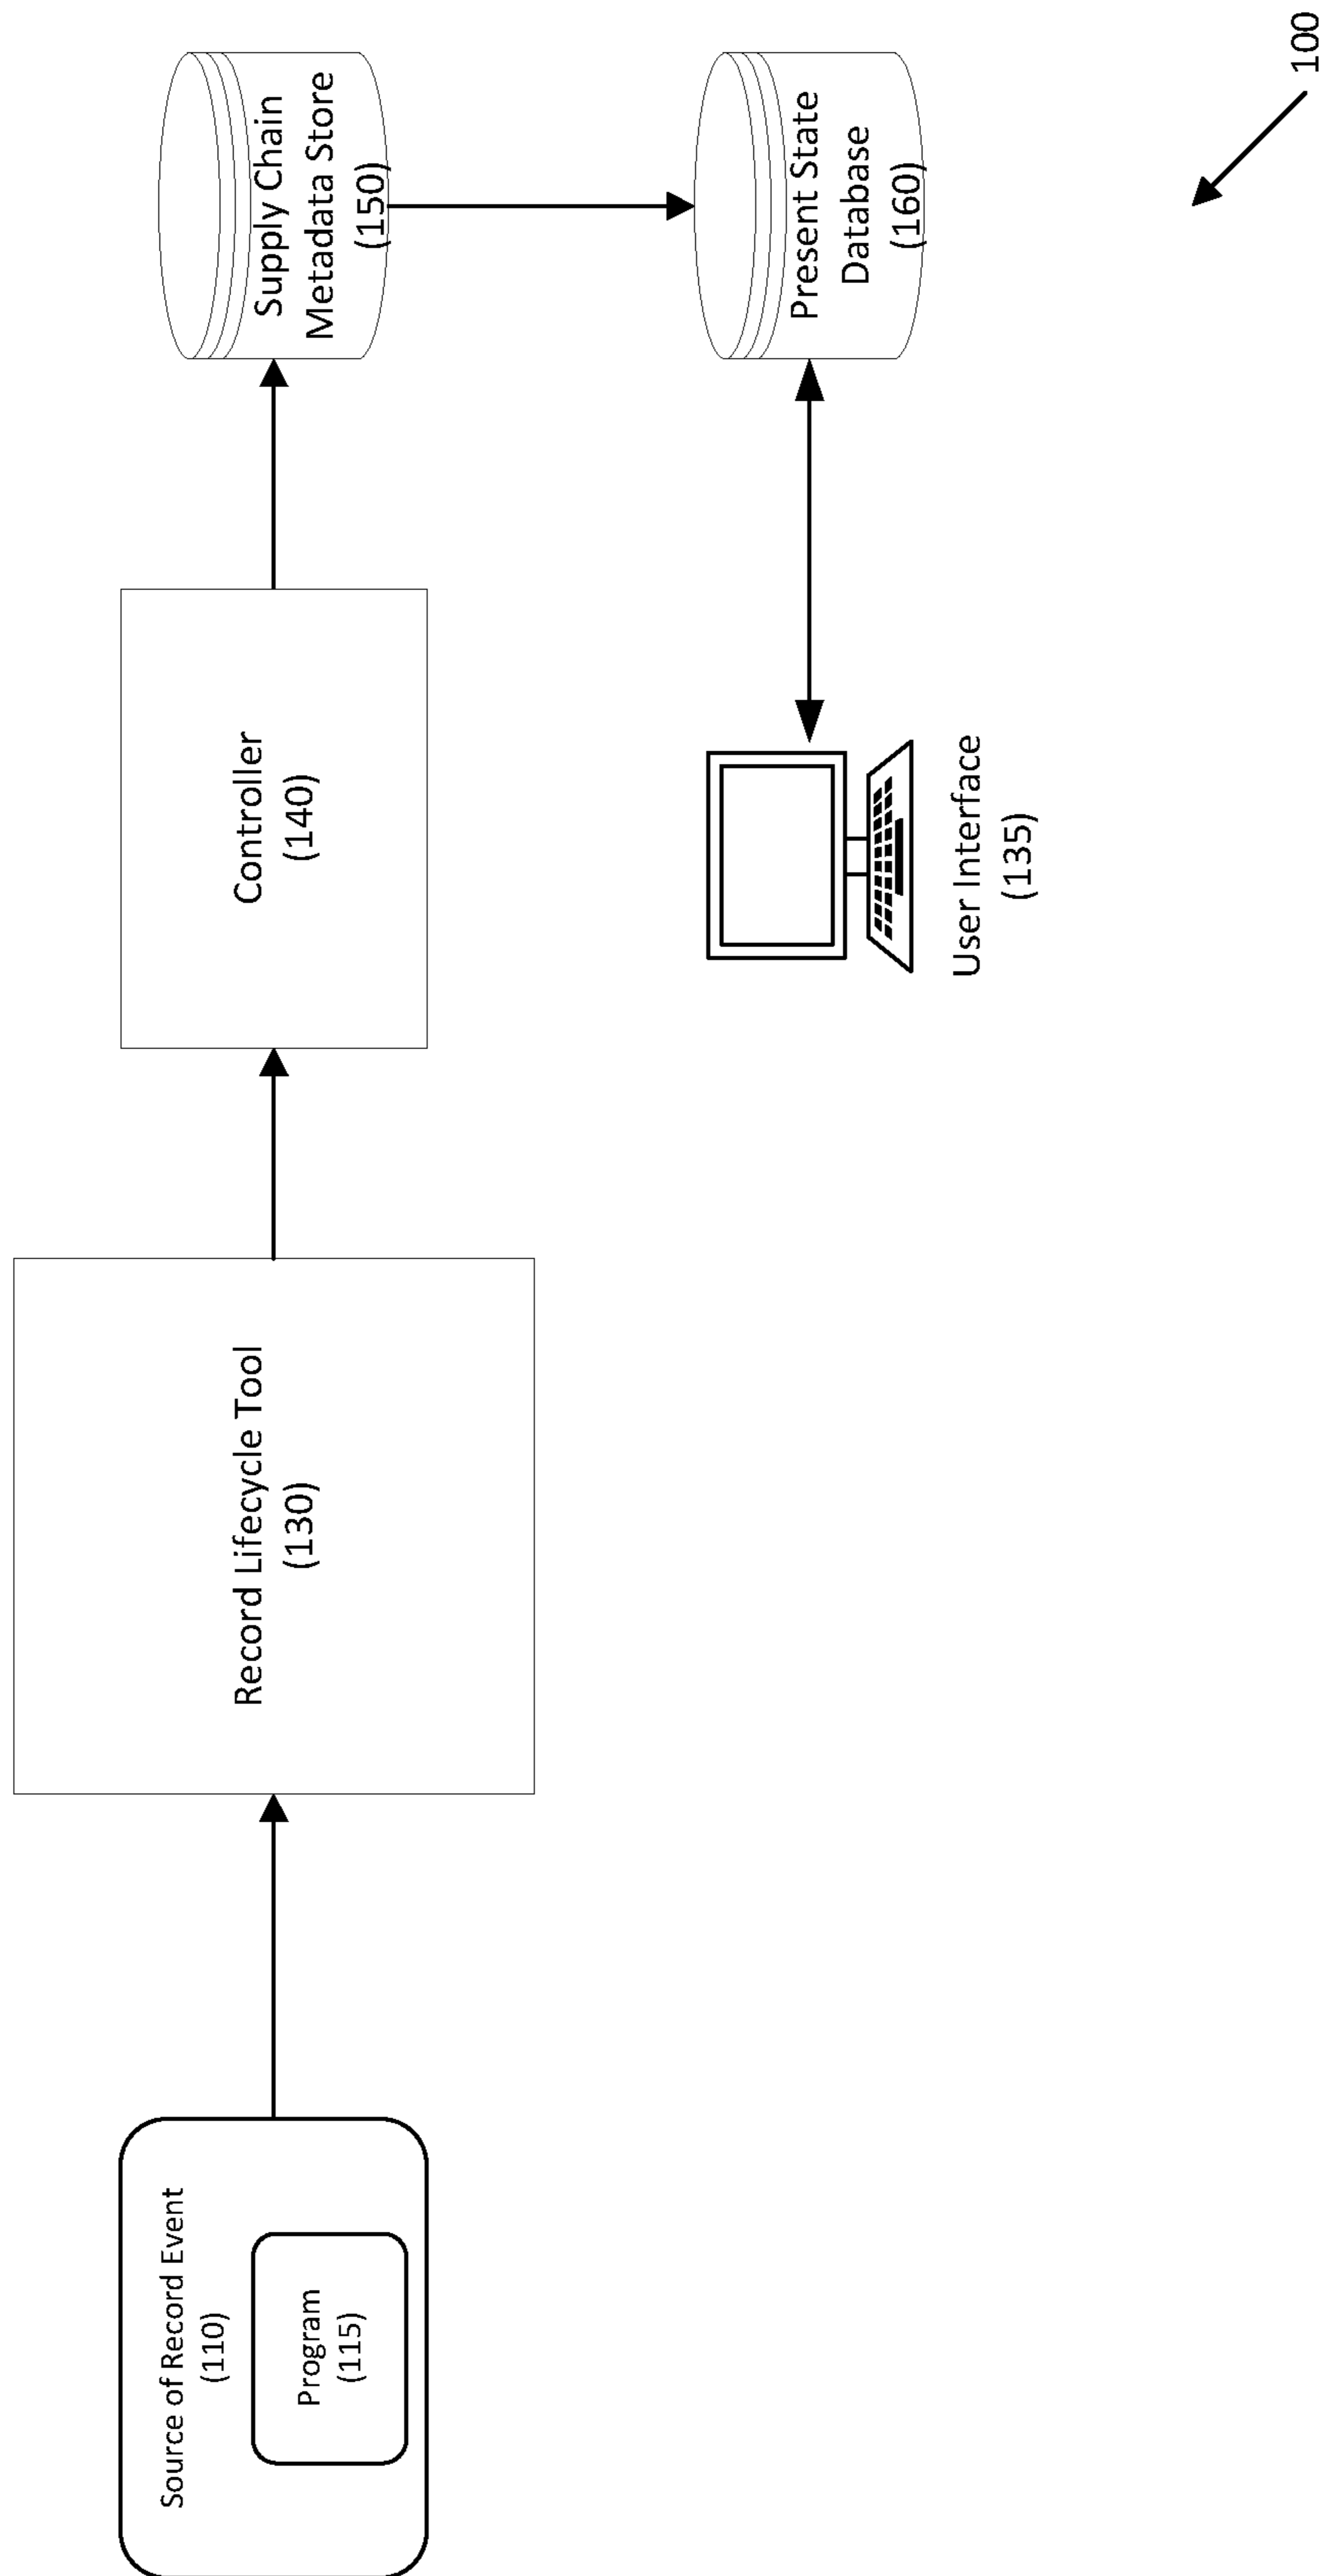 Source of Record Event
(110)
Program
(115)
Record Lifecycle Tool
(130)
Controller
(140)
Supply Chain
Metadata Store
(150)
User Interface
(135)
Present State
Database
(160)
100